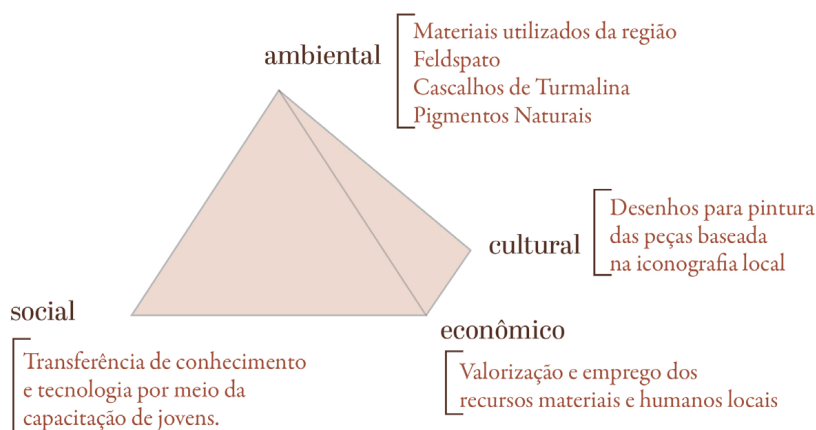 ambiental
Materiais utilizados da região
Feldspato
Cascalhos de Turmalina
Pigmentos Naturais
cultural
Desenhos para pintura
das peças baseada
na iconografia local
social
Transferência de conhecimento
e tecnologia por meio da
capacitação de jovens.
econômico
Valorização e emprego dos
recursos materiais e humanos locais